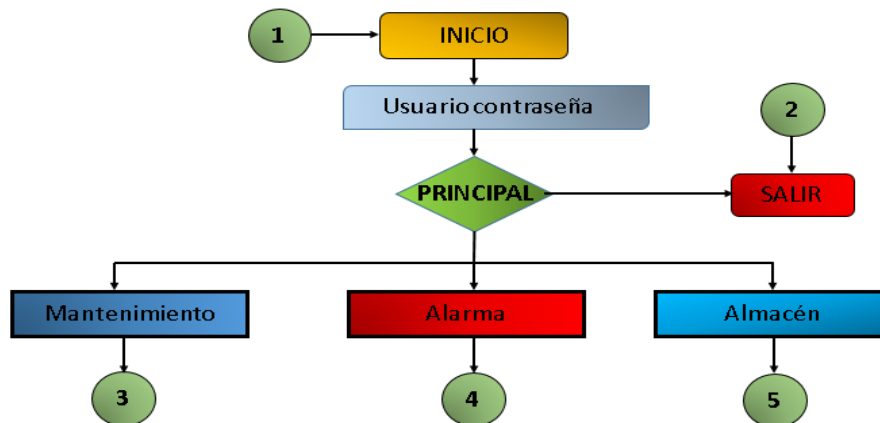 1
INICIO
Usuario contraseña
2
PRINCIPAL
SALIR
Mantenimiento
Alarma
Almacén
3
4
5